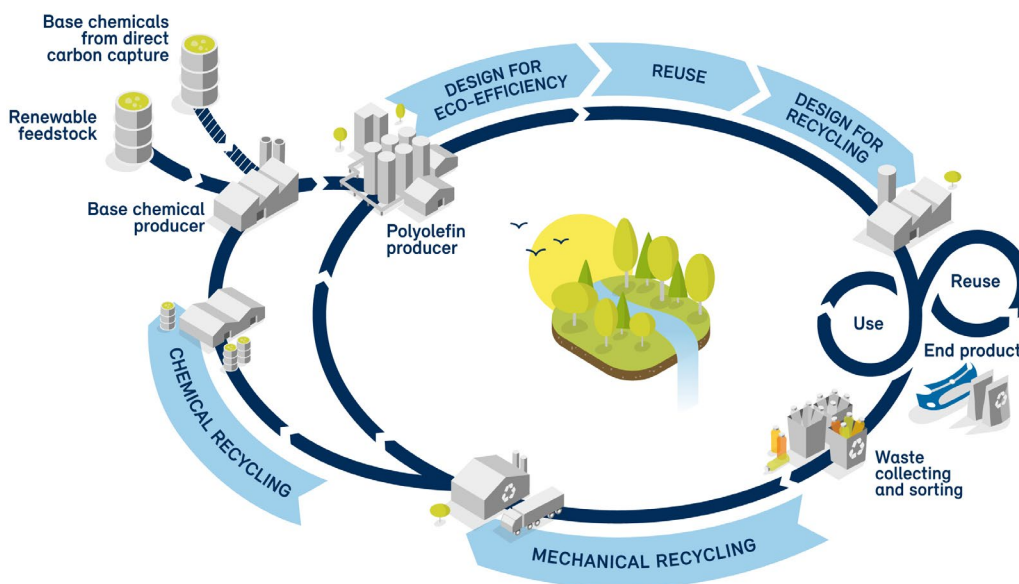 Base chemicals
from direct
carbon capture
Renewable
feedstock
Base chemical
producer
Polyolefin
producer
DESIGN FOR
ECO-EFFICIENCY
REUSE
DESIGN FOR
RECYCLING
Use
Reuse
End product
Waste
collecting
and sorting
MECHANICAL RECYCLING
CHEMICAL RECYCLING